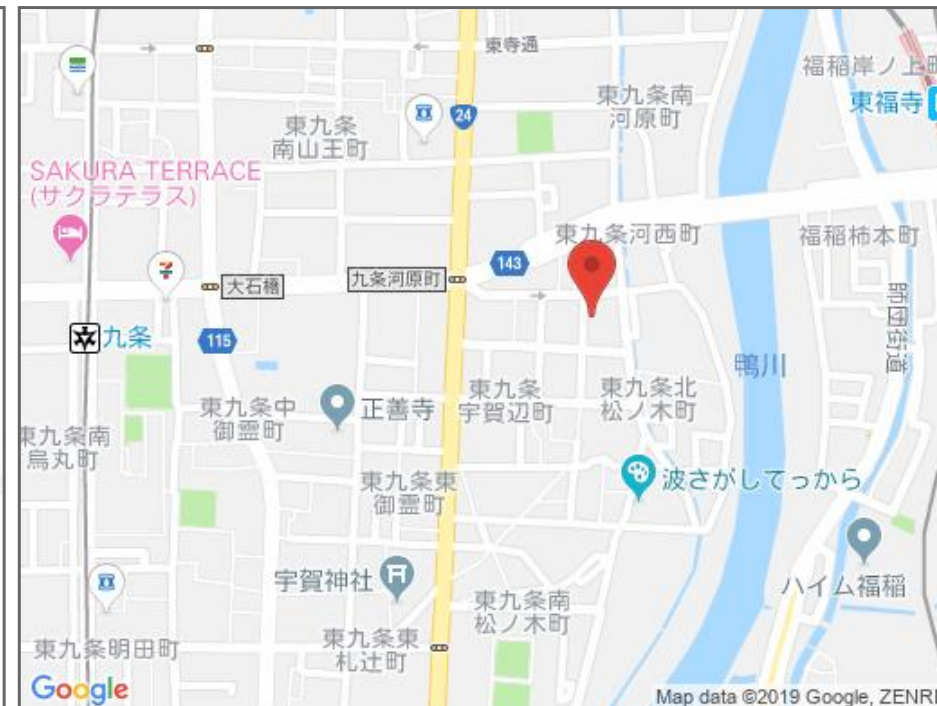 東寺通
福稲岸ノ上町
東九条南
河原町
東福寺
24
東九条
南山王町
SAKURA TERRACE
(サクラテラス)
東九条河西町
福稲柿本町
143
九条河原町
大石橋
7
師団街道
九条
115
鴨川
東九条中
御霊町
正善寺
東九条
宇賀辺町
東九条北
松ノ木町
東九条南
烏丸町
東九条東
御霊町
波さがしてっから
宇賀神社
ハイム福稲
東九条南
松ノ木町
東九条明田町
東九条東
札辻町
Google
Map data ©2019 Google, ZENRI